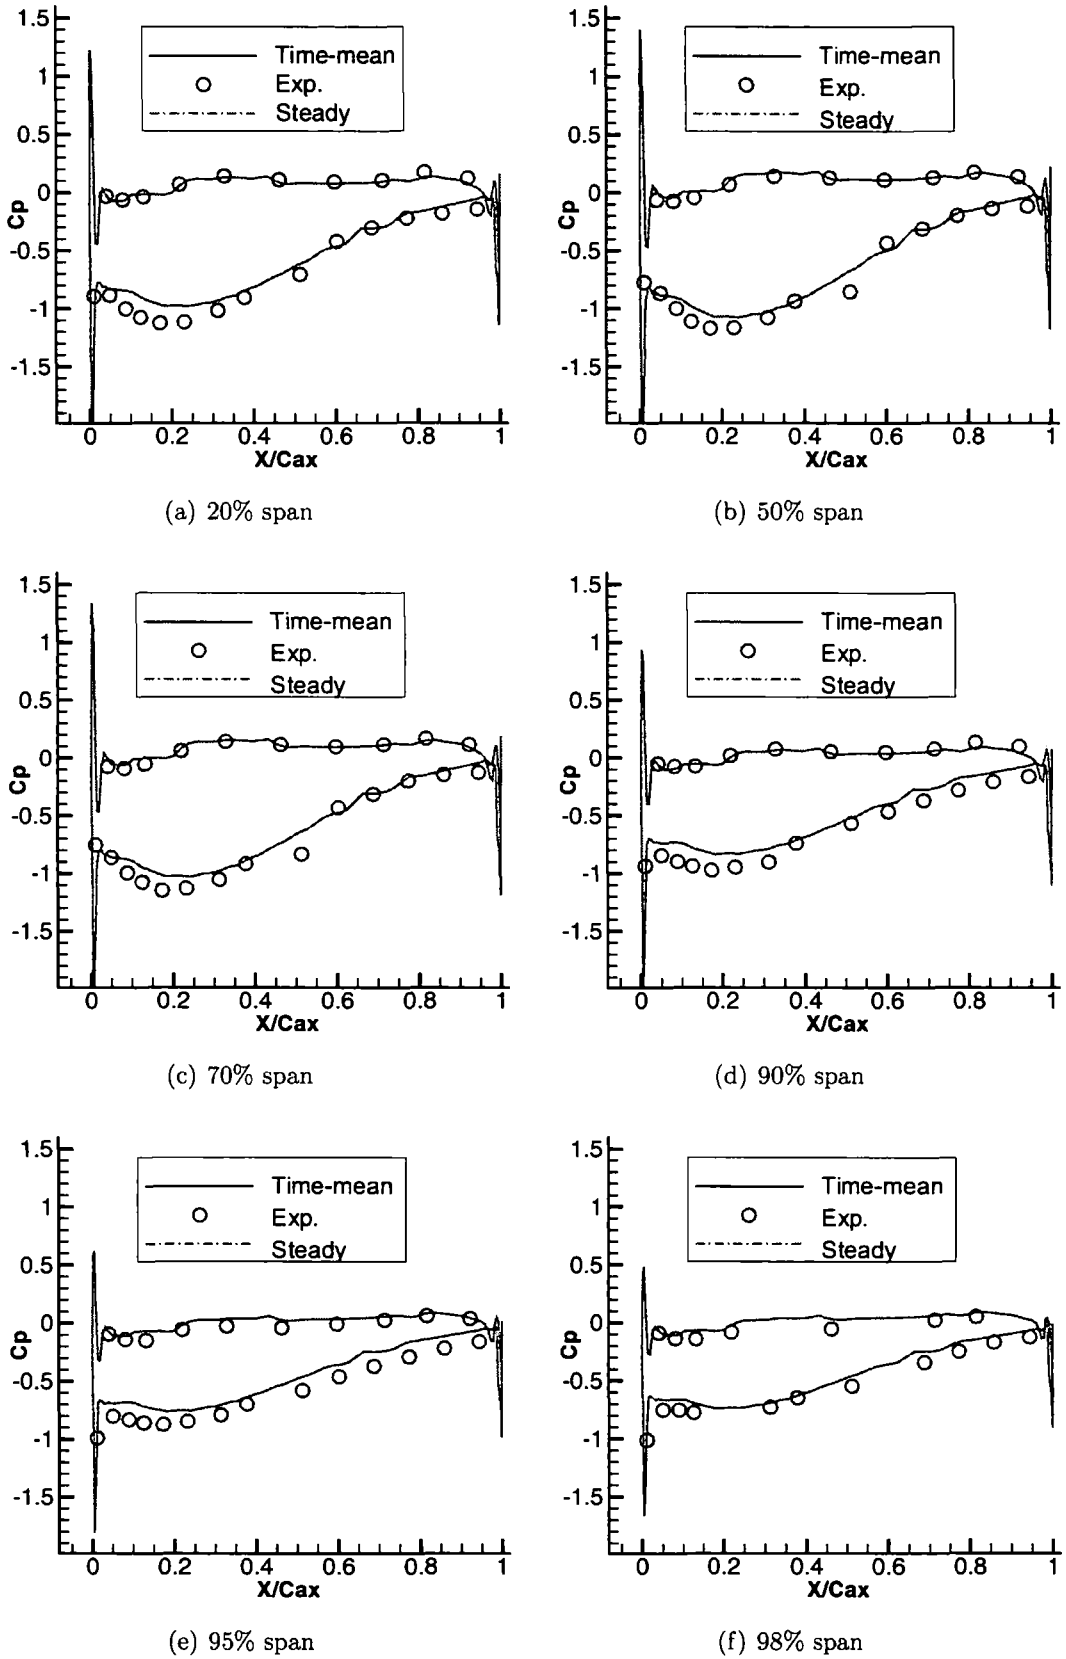 1.5
1
0.5
0
-0.5
-1
-1.5
Cp
Time-mean
Exp.
Steady
0 0.2 0.4 0.6 0.8 1
X/Cax
(a) 20% span
1.5
1
0.5
0
-0.5
-1
-1.5
Cp
Time-mean
Exp.
Steady
0 0.2 0.4 0.6 0.8 1
X/Cax
(b) 50% span
1.5
1
0.5
0
-0.5
-1
-1.5
Cp
Time-mean
Exp.
Steady
0 0.2 0.4 0.6 0.8 1
X/Cax
(c) 70% span
1.5
1
0.5
0
-0.5
-1
-1.5
Cp
Time-mean
Exp.
Steady
0 0.2 0.4 0.6 0.8 1
X/Cax
(d) 90% span
1.5
1
0.5
0
-0.5
-1
-1.5
Cp
Time-mean
Exp.
Steady
0 0.2 0.4 0.6 0.8 1
X/Cax
(e) 95% span
1.5
1
0.5
0
-0.5
-1
-1.5
Cp
Time-mean
Exp.
Steady
0 0.2 0.4 0.6 0.8 1
X/Cax
(f) 98% span